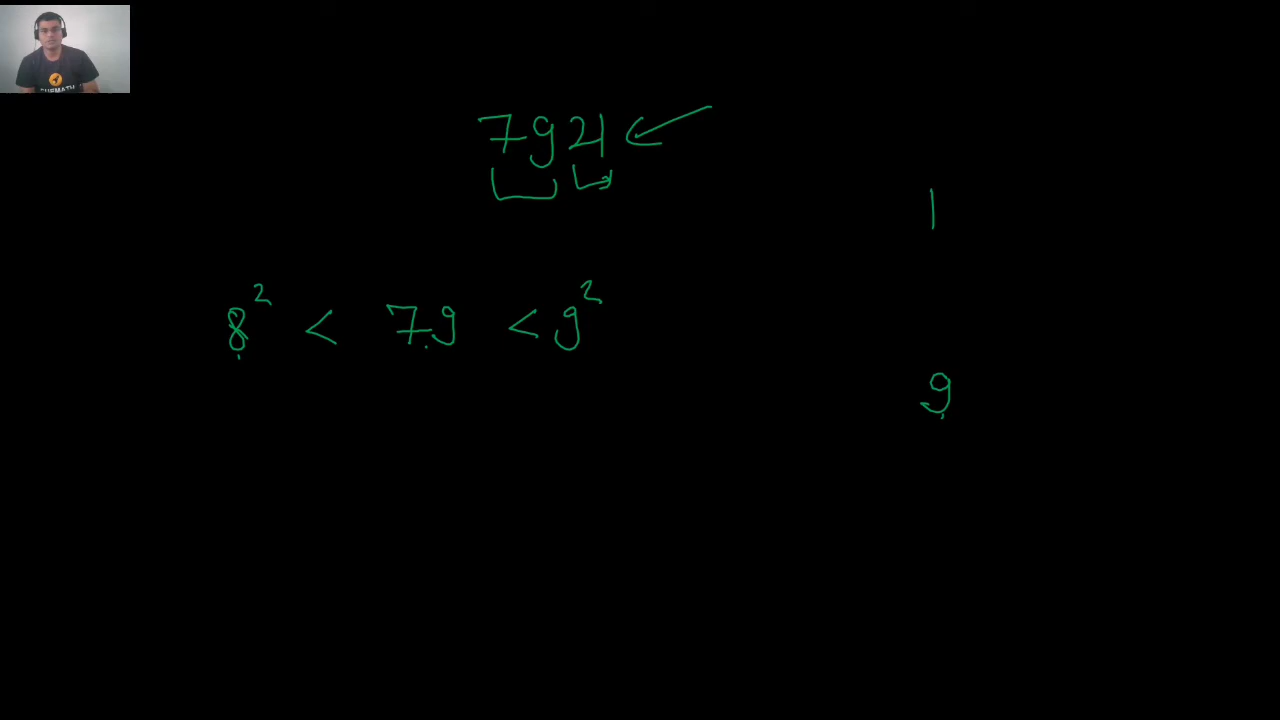 7921
1
8² < 79 < 9²
9